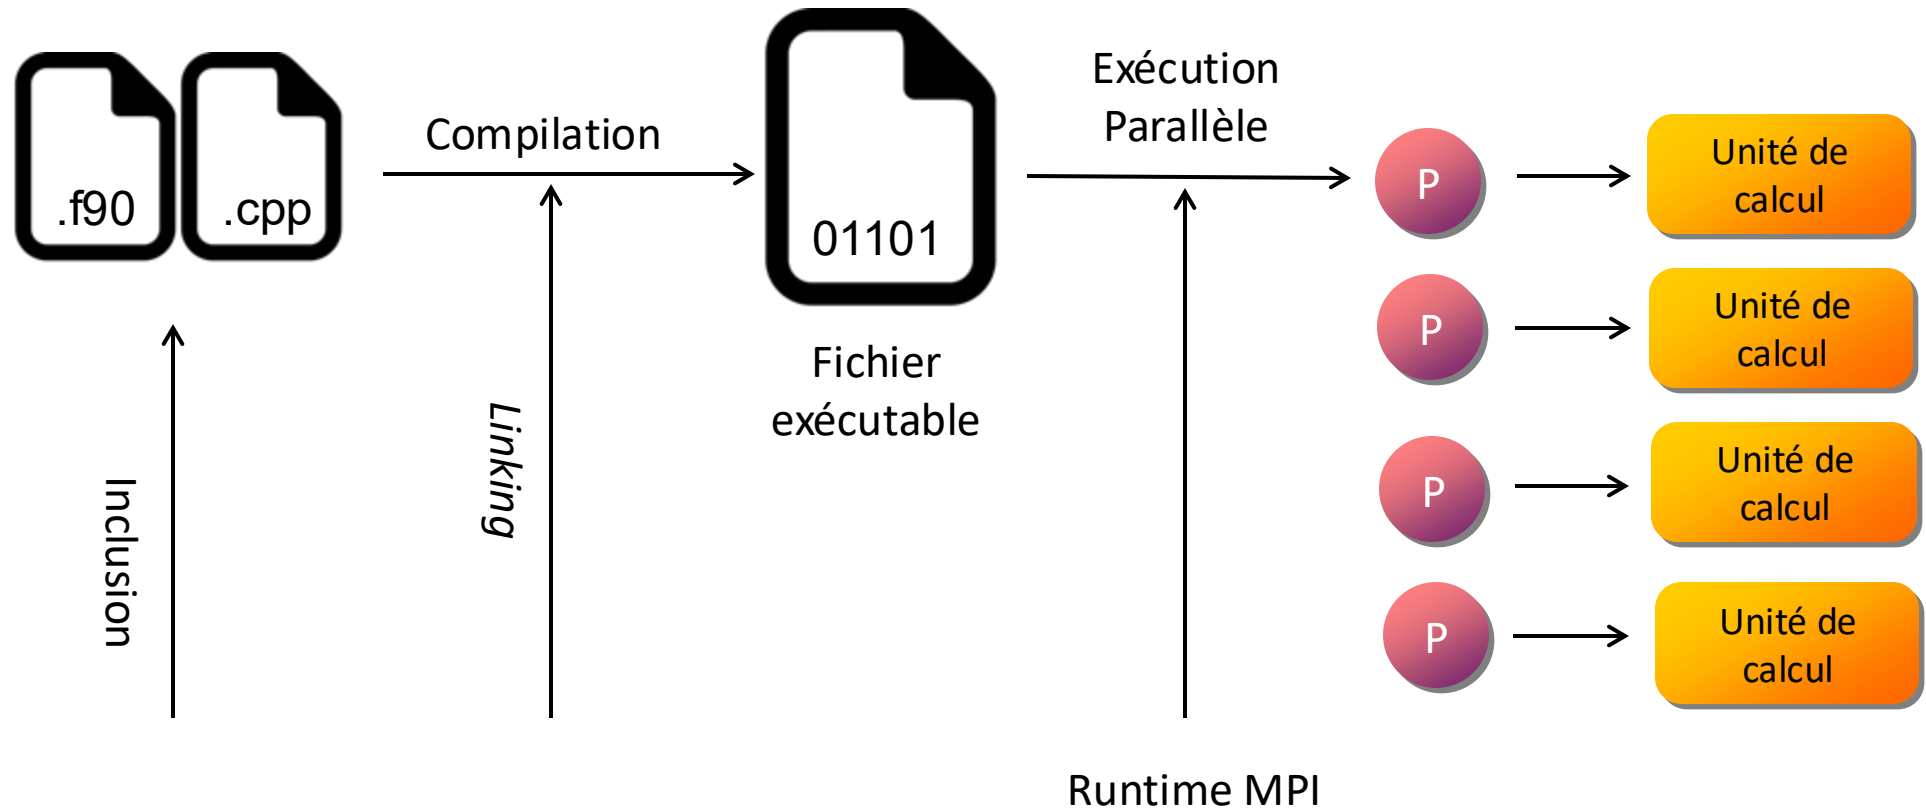 .f90
.cpp
Compilation
01101
Fichier
exécutable
Exécution
Parallèle
P
Unité de
calcul
P
Unité de
calcul
P
Unité de
calcul
P
Unité de
calcul
Inclusion
Linking
Runtime MPI